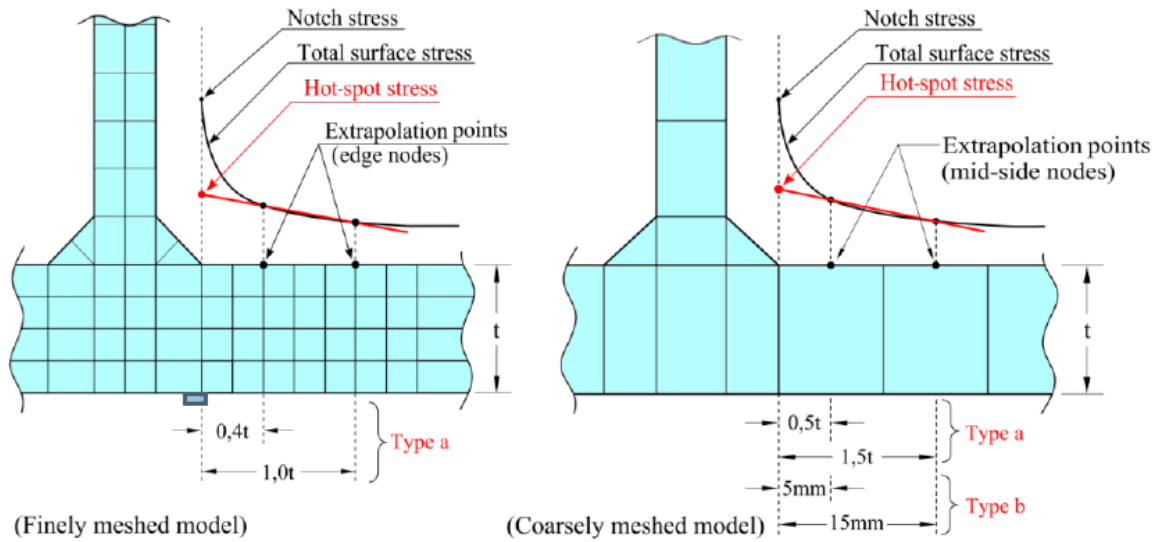 Notch stress
Total surface stress
Hot-spot stress
Extrapolation points
(edge nodes)
t
0,4t
1,0t
Type a
(Finely meshed model)
Notch stress
Total surface stress
Hot-spot stress
Extrapolation points
(mid-side nodes)
t
0,5t
1,5t
Type a
5mm
15mm
Type b
(Coarsely meshed model)